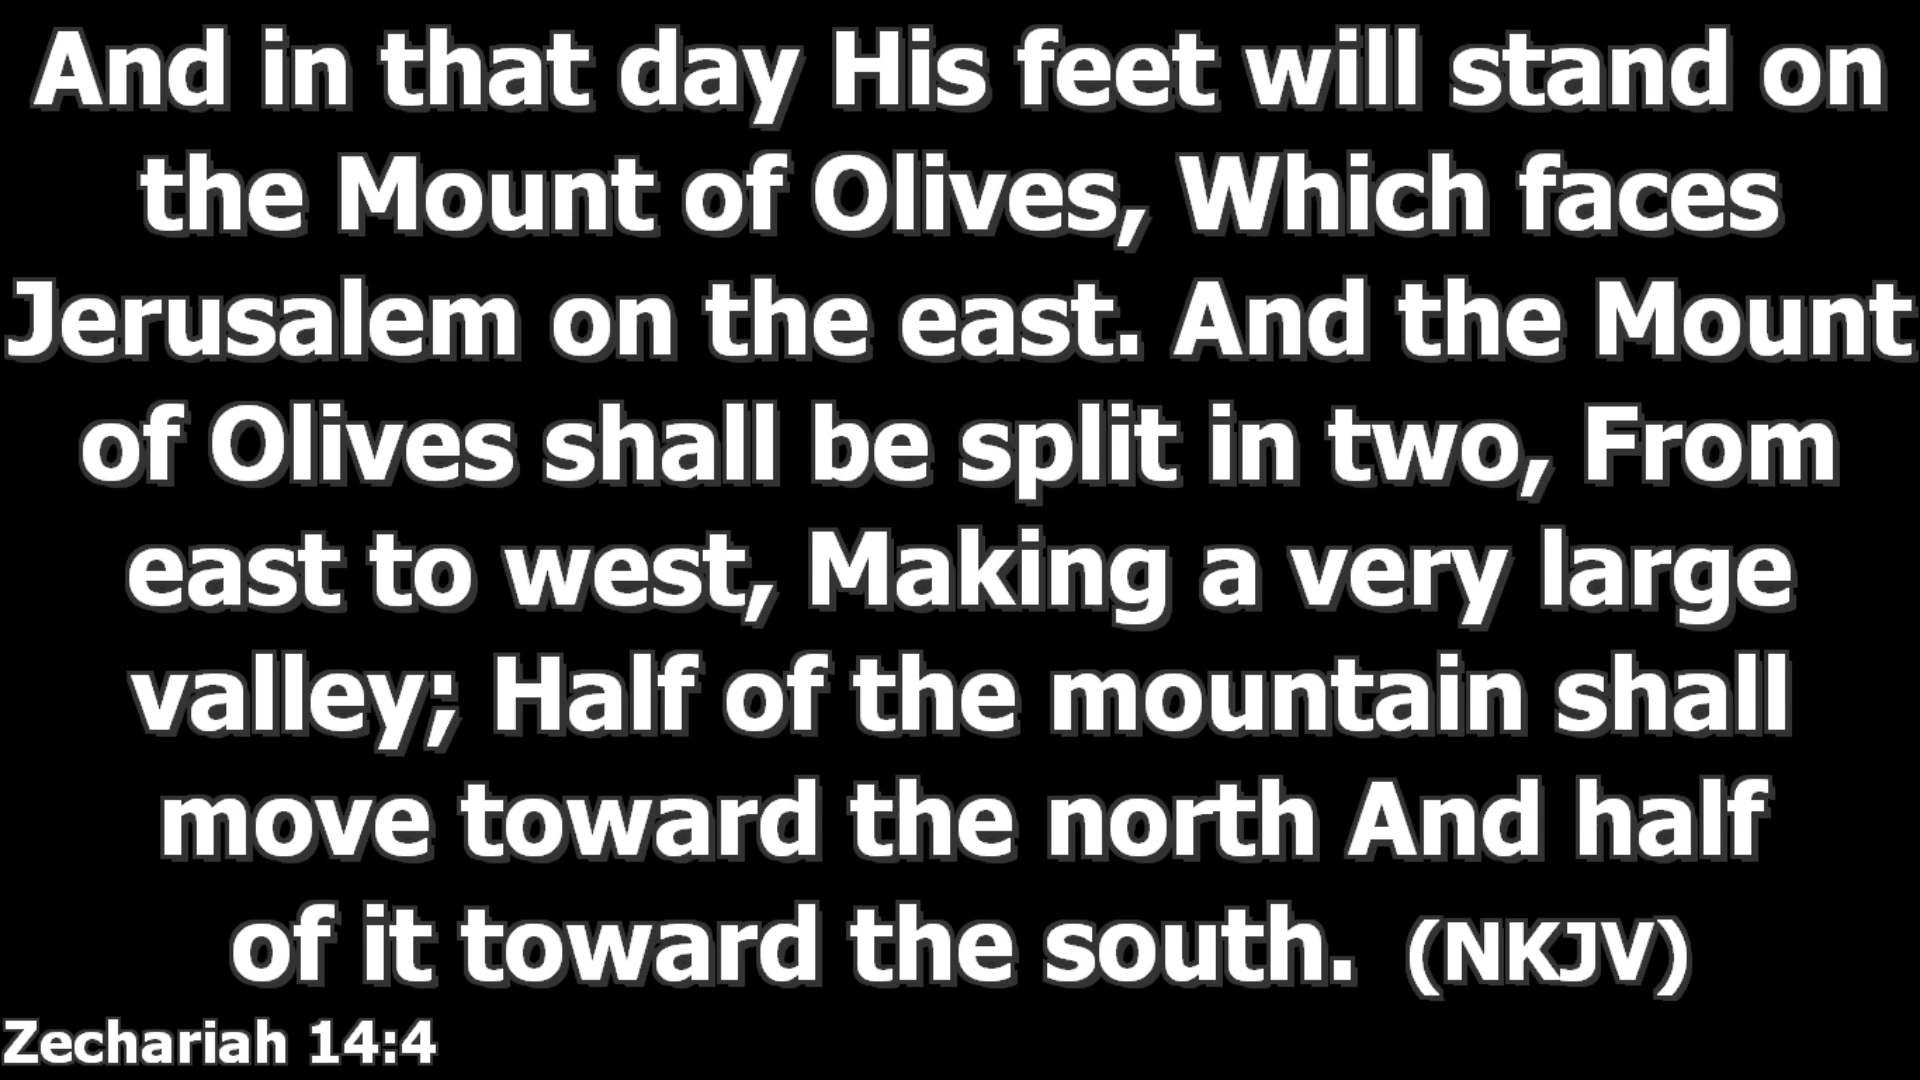 And in that day His feet will stand on
the Mount of Olives, Which faces
Jerusalem on the east. And the Mount
of Olives shall be split in two, From
east to west, Making a very large
valley; Half of the mountain shall
move toward the north And half
of it toward the south. (NKJV)
Zechariah 14:4